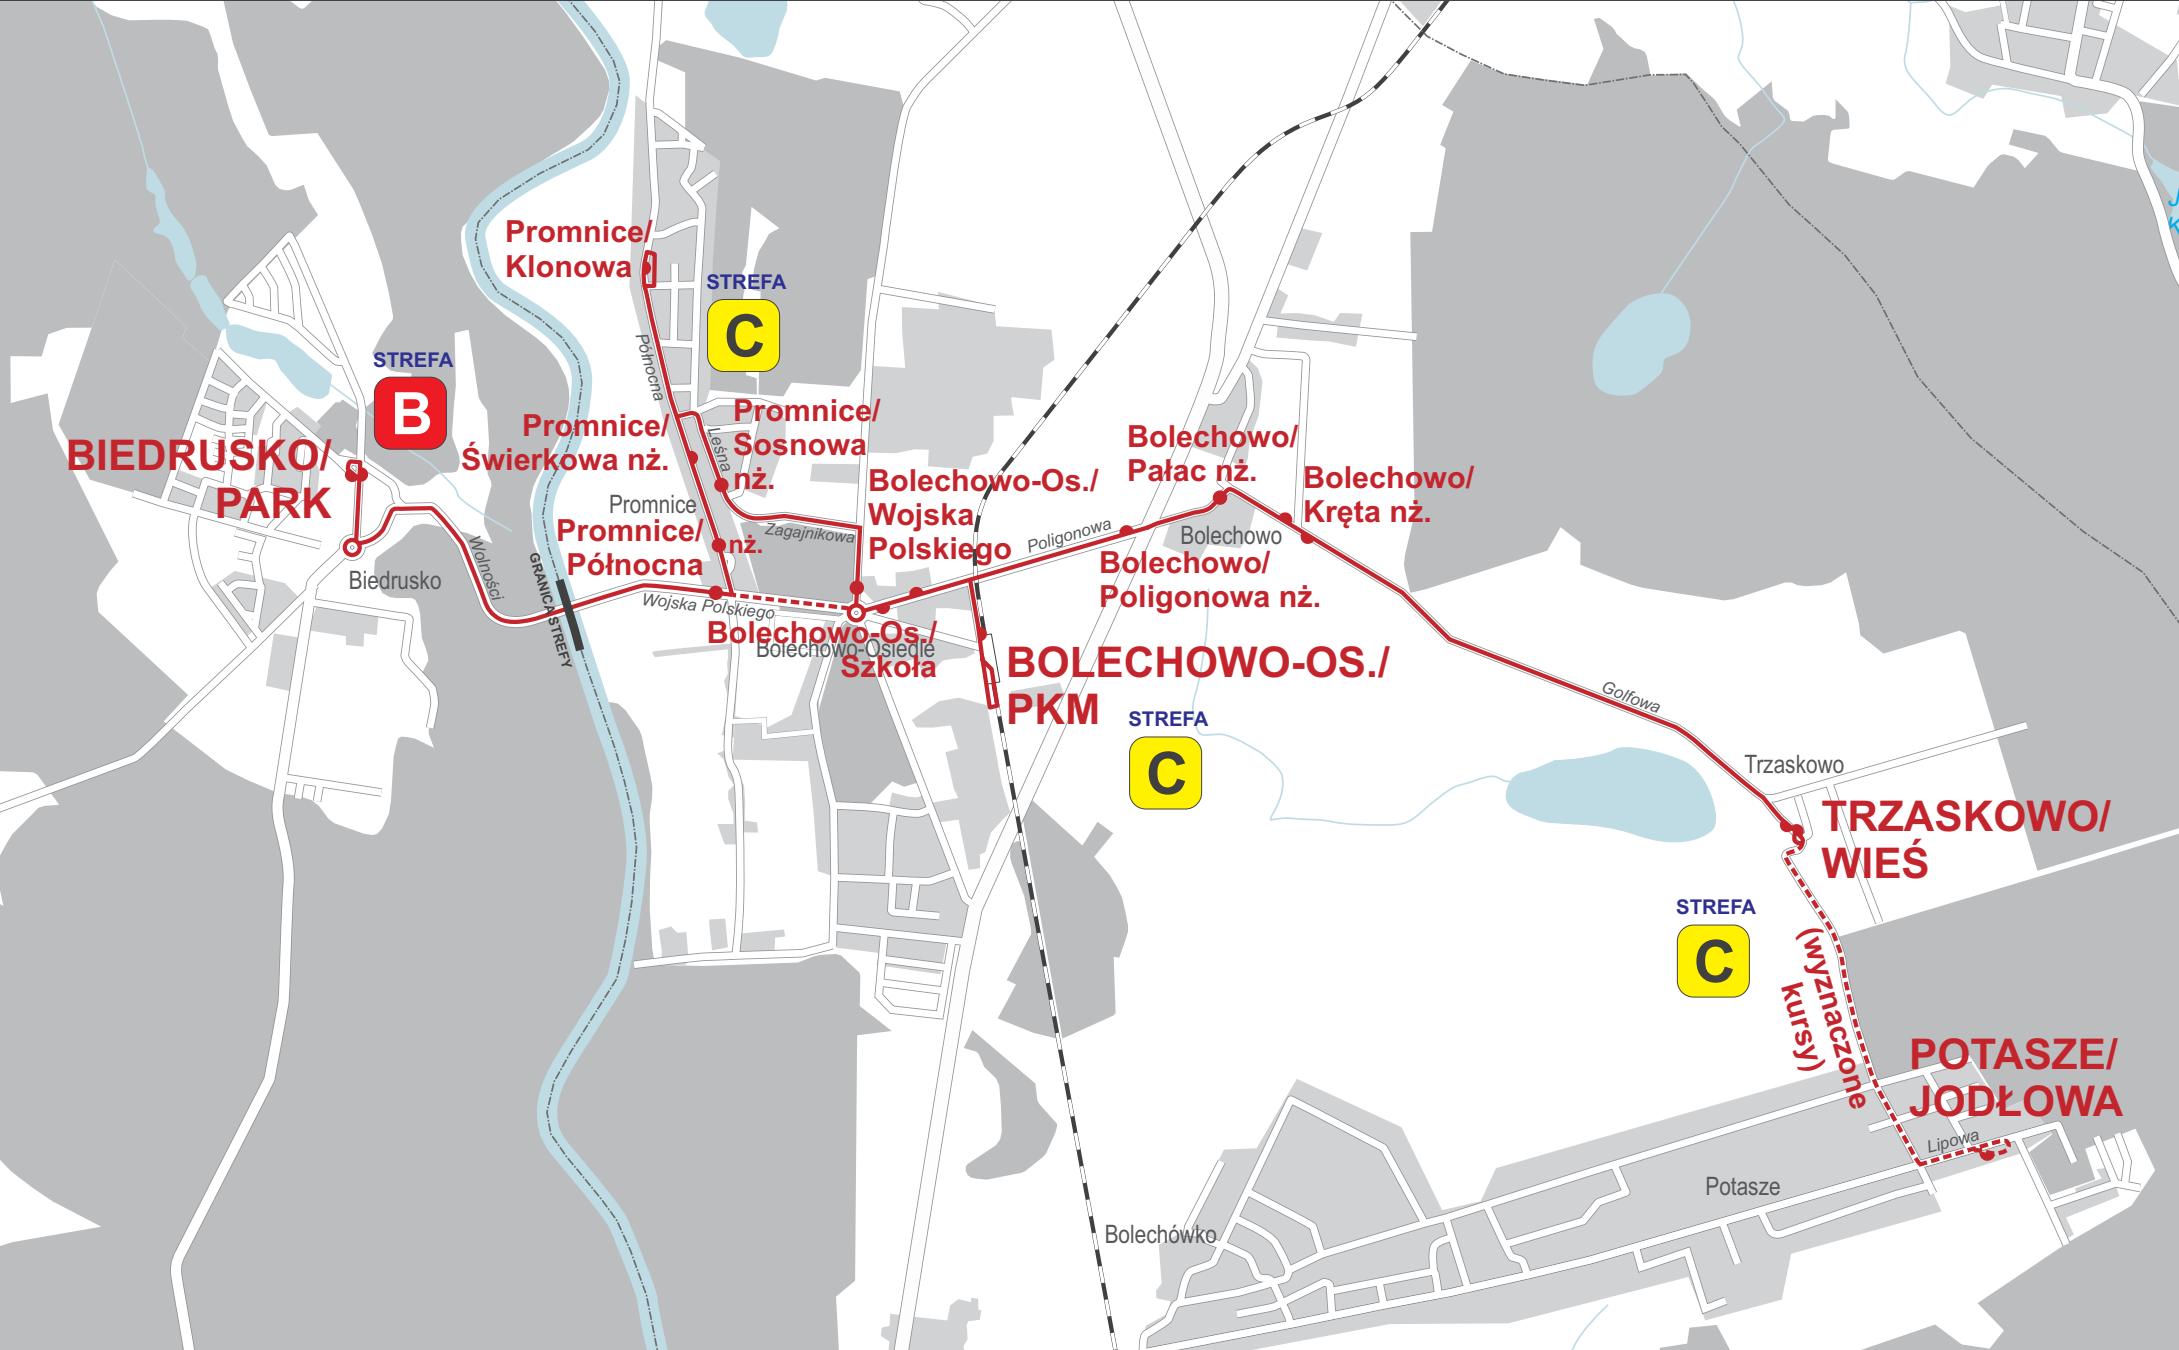 Promnice/
Klonowa
STREFA
C
Północna
STREFA
B
BIEDRUSKO/
PARK
Promnice/
Świerkowa nż.
Promnice/
Sosnowa
nż.
Leśna
Promnice
Promnice/
Północna
nż.
Zagajnikowa
Bolechowo-Os./
Wojska
Polskiego
Poligonowa
Bolechowo/
Pałac nż.
Bolechowo/
Kręta nż.
Bolechowo
Bolechowo/
Poligonowa nż.
Wolności
Biedrusko
GRANICA STREFY
Wojska Polskiego
Bolechowo-Os./
Szkoła
Bolechowo-Osiedle
BOLECHOWO-OS./
PKM
STREFA
C
Golfowa
Trzaskowo
TRZASKOWO/
WIEŚ
STREFA
C
(wyznaczone
kursy)
POTASZE/
JODŁOWA
Lipowa
Potasze
Bolechówko